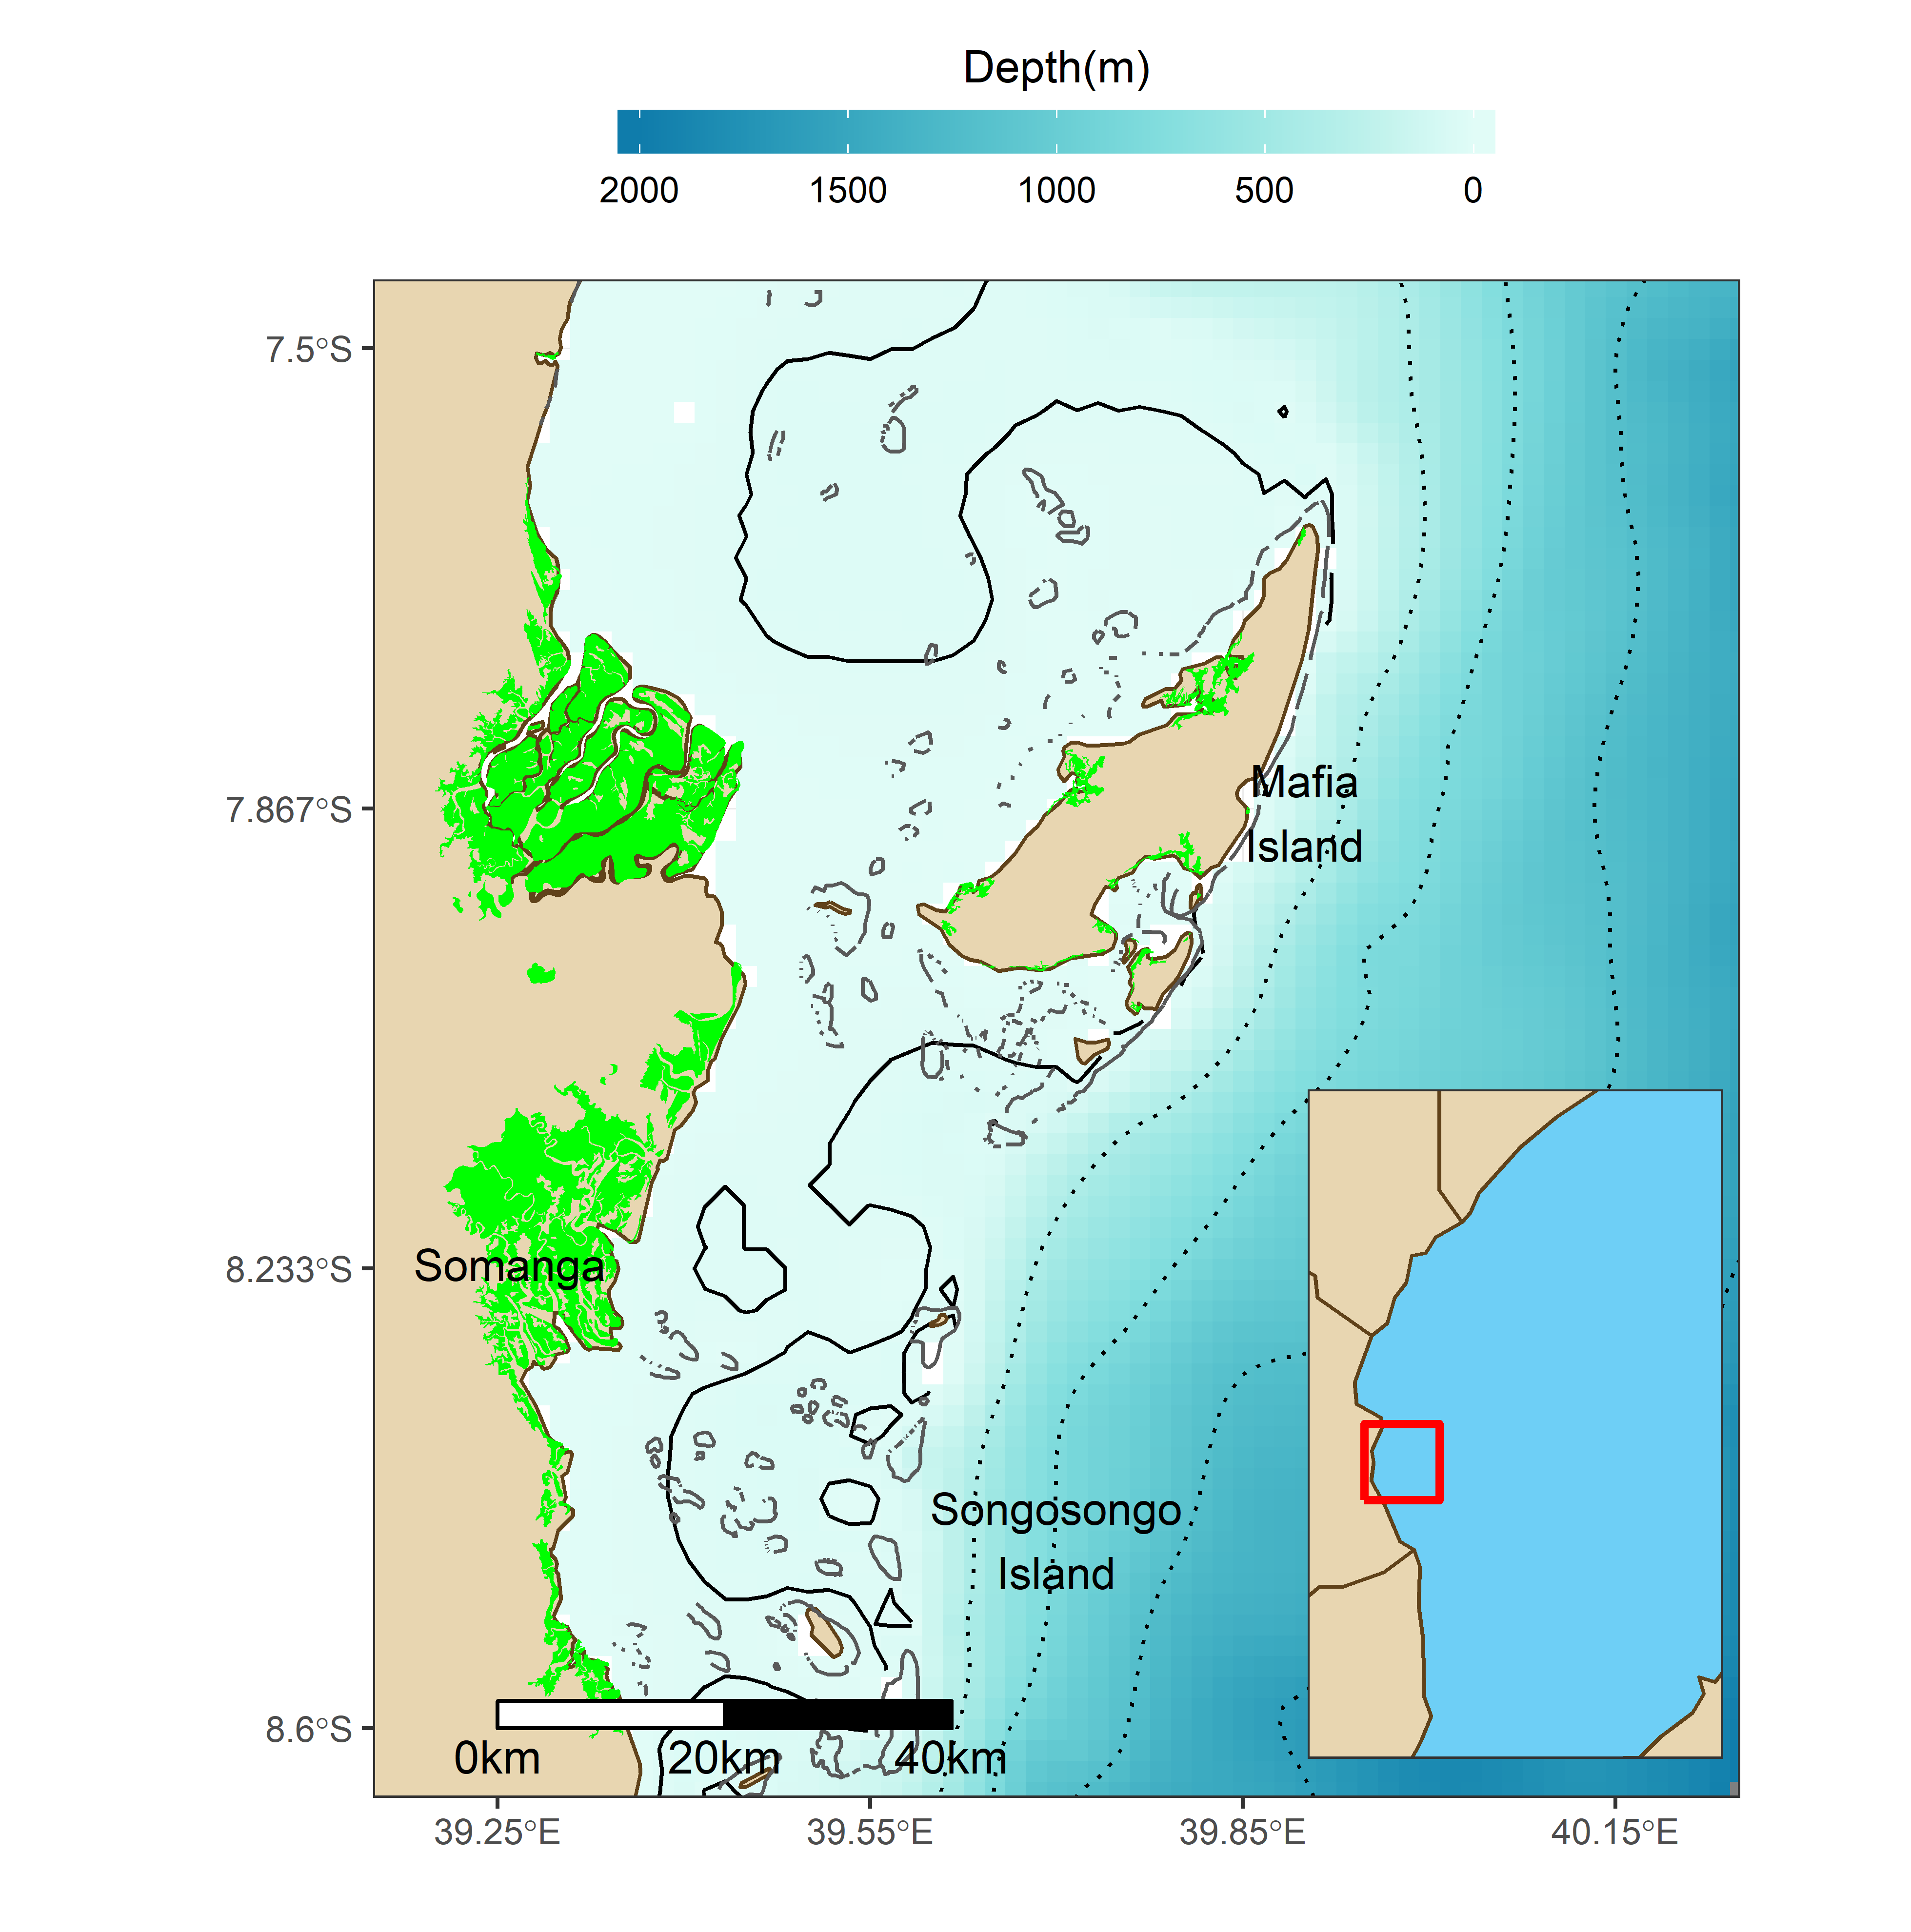 Depth(m)
2000 1500 1000 500 0
7.5°S
7.867°S
8.233°S
8.6°S
Mafia
Island
Somanga
Songosongo
Island
0km 20km 40km
39.25°E 39.55°E 39.85°E 40.15°E